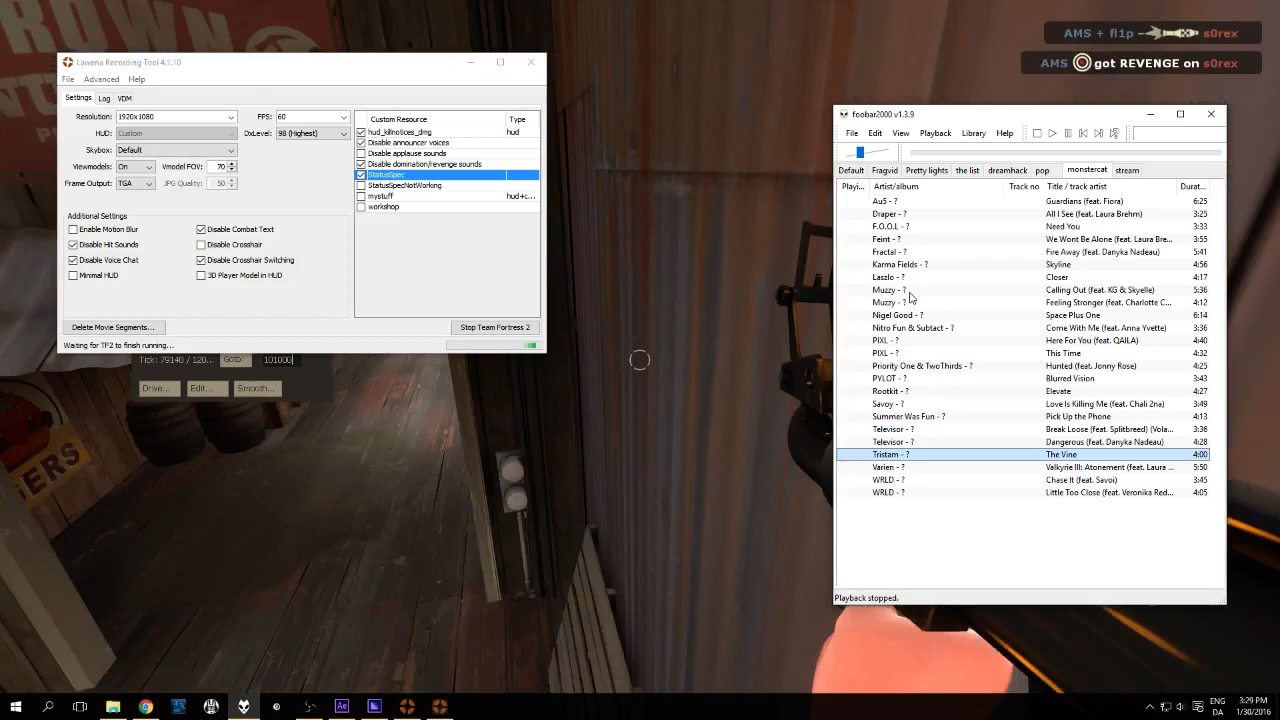 ROWN
AMS + fl1p s0rex
AMS got REVENGE on s0rex
Lawena Recording Tool 4.1.10
File Advanced Help
Settings Log VDM
Resolution: 1920x1080 FPS: 60
HUD: Custom DxLevel: 98 (Highest)
Skybox: Default
Viewmodels: On Vmodel FOV: 70
Frame Output: TGA JPG Quality: 50
Additional Settings
Enable Motion Blur Disable Combat Text
Disable Hit Sounds Disable Crosshair
Disable Voice Chat Disable Crosshair Switching
Minimal HUD 3D Player Model in HUD
Custom Resource Type
hud_killnotices_dmg hud
Disable announcer voices
Disable applause sounds
Disable domination/revenge sounds
StatusSpec
StatusSpecNotWorking
mystuff hud+c...
workshop
Delete Movie Segments... Stop Team Fortress 2
Waiting for TF2 to finish running...
Tick: 79140 / 120... Goto: 101000
Drive... Edit... Smooth...
ERS
foobar2000 v1.3.9
File Edit View Playback Library Help
Default Fragvid Pretty lights the list dreamhack pop monstercat stream
Playi... Artist/album Track no Title / track artist Durat...
Au5 - ? Guardians (feat. Fiora) 6:25
Draper - ? All I See (feat. Laura Brehm) 3:25
F.O.O.L - ? Need You 3:33
Feint - ? We Wont Be Alone (feat. Laura Bre... 3:55
Fractal - ? Fire Away (feat. Danyka Nadeau) 5:41
Karma Fields - ? Skyline 4:56
Laszlo - ? Closer 4:17
Muzzy - ? Calling Out (feat. KG & Skyelle) 5:36
Muzzy - ? Feeling Stronger (feat. Charlotte C... 4:12
Nigel Good - ? Space Plus One 6:14
Nitro Fun & Subtact - ? Come With Me (feat. Anna Yvette) 3:36
PIXL - ? Here For You (feat. QAILA) 4:40
PIXL - ? This Time 4:32
Priority One & TwoThirds - ? Hunted (feat. Jonny Rose) 4:25
PYLOT - ? Blurred Vision 3:43
Rootkit - ? Elevate 4:27
Savoy - ? Love Is Killing Me (feat. Chali 2na) 3:49
Summer Was Fun - ? Pick Up the Phone 4:13
Televisor - ? Break Loose (feat. Splitbreed) (Vola... 3:36
Televisor - ? Dangerous (feat. Danyka Nadeau) 4:28
Tristam - ? The Vine 4:00
Varien - ? Valkyrie III: Atonement (feat. Laura ... 5:50
WRLD - ? Chase It (feat. Savoi) 3:45
WRLD - ? Little Too Close (feat. Veronika Red... 4:05
Playback stopped.
Ae
ENG 3:29 PM
DA 1/30/2016